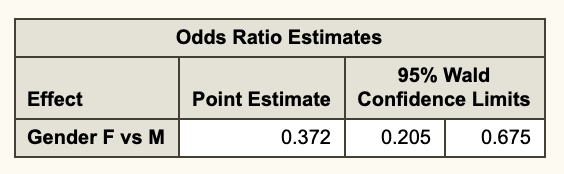 Odds Ratio Estimates
95% Wald
Effect Point Estimate Confidence Limits
Gender F vs M 0.372 0.205 0.675